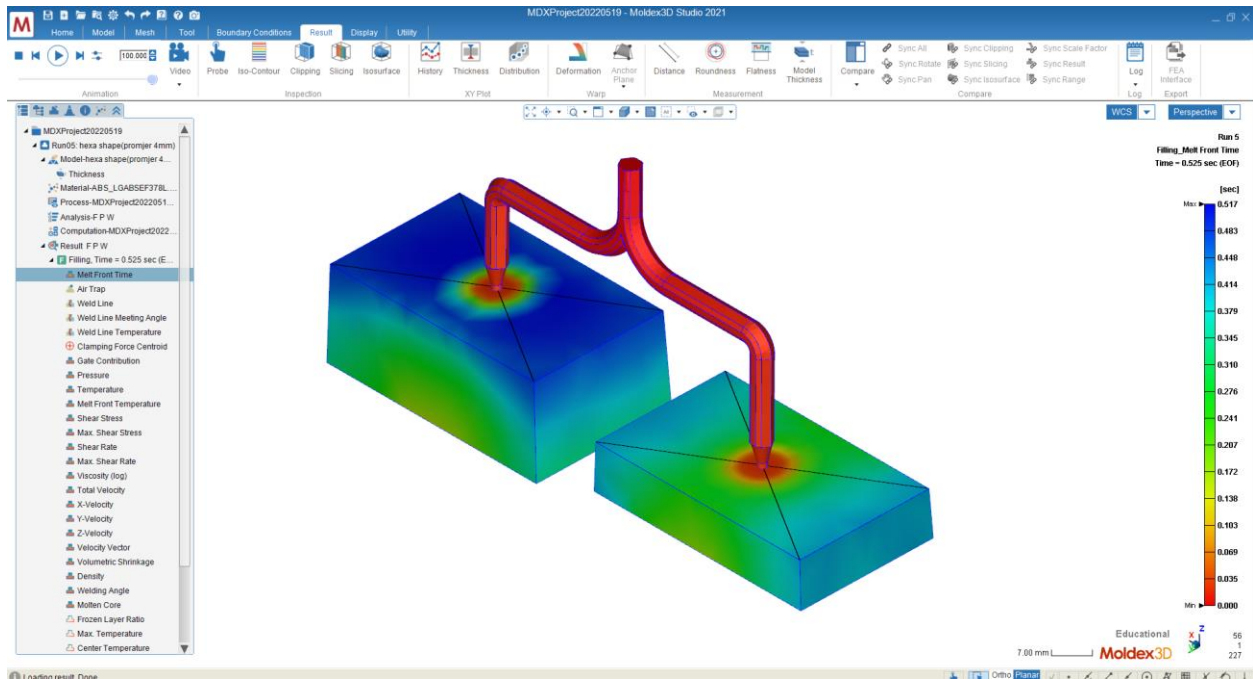 MDXProject20220519 - Moldex3D Studio 2021
M
Home Model Mesh Tool Boundary Conditions Result Display Utility
100.000
Video
Probe Iso-Contour Clipping Slicing Isosurface
History Thickness Distribution
Deformation Anchor Plane
Distance Roundness Flatness Model Thickness
Compare
Sync All Sync Clipping Sync Scale Factor
Sync Rotate Sync Slicing Sync Result
Sync Pan Sync Isosurface Sync Range
Log
FEA Interface
Animation Inspection XY Plot Warp Measurement Compare Log Export
WCS Perspective
MDXProject20220519
Run05: hexa shape(promjer 4mm)
Model-hexa shape(promjer 4...
Thickness
Material-ABS_LGABSEF378L...
Process-MDXProject2022051...
Analysis-F P W
Computation-MDXProject2022...
Result F P W
Filling, Time = 0.525 sec (E...
Melt Front Time
Air Trap
Weld Line
Weld Line Meeting Angle
Weld Line Temperature
Clamping Force Centroid
Gate Contribution
Pressure
Temperature
Melt Front Temperature
Shear Stress
Max. Shear Stress
Shear Rate
Max. Shear Rate
Viscosity (log)
Total Velocity
X-Velocity
Y-Velocity
Z-Velocity
Velocity Vector
Volumetric Shrinkage
Density
Welding Angle
Molten Core
Frozen Layer Ratio
Max. Temperature
Center Temperature
Run 5
Filling_Melt Front Time
Time = 0.525 sec (EOF)
[sec]
Max 0.517
0.483
0.448
0.414
0.379
0.345
0.310
0.276
0.241
0.207
0.172
0.138
0.103
0.069
0.035
Min 0.000
Educational
Moldex3D
7.00 mm
Z
X
56
1
227
Loading result. Done.
Ortho Planar